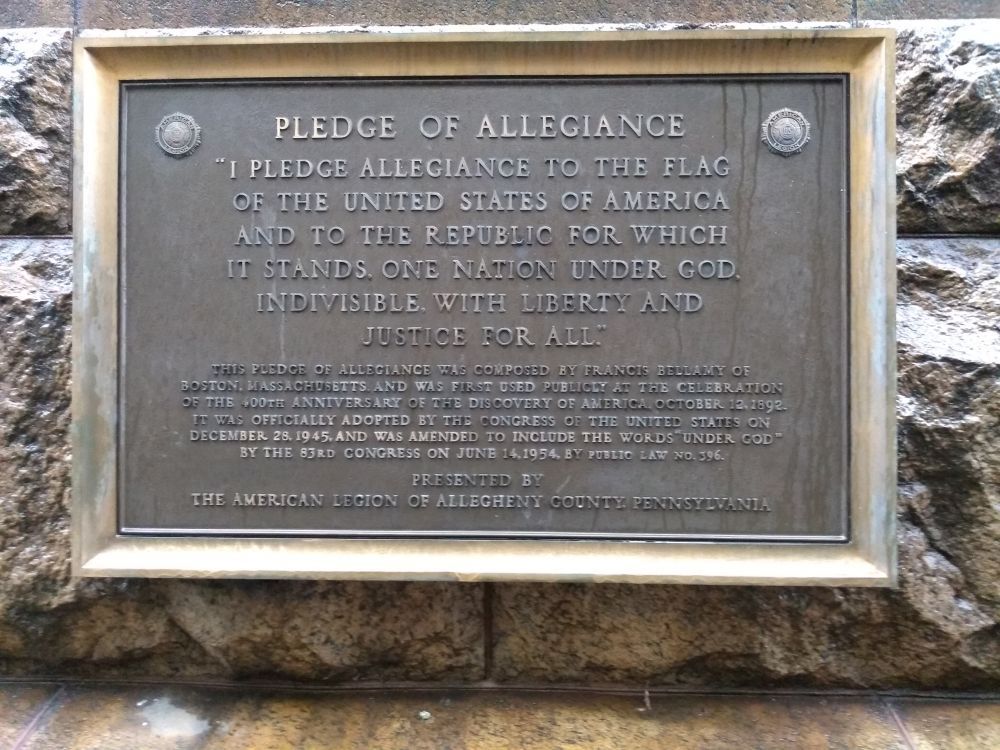 PLEDGE OF ALLEGIANCE
"I PLEDGE ALLEGIANCE TO THE FLAG
OF THE UNITED STATES OF AMERICA
AND TO THE REPUBLIC FOR WHICH
IT STANDS, ONE NATION UNDER GOD,
INDIVISIBLE, WITH LIBERTY AND
JUSTICE FOR ALL."
THIS PLEDGE OF ALLEGIANCE WAS COMPOSED BY FRANCIS BELLAMY OF
BOSTON, MASSACHUSETTS, AND WAS FIRST USED PUBLICLY AT THE CELEBRATION
OF THE 400TH ANNIVERSARY OF THE DISCOVERY OF AMERICA, OCTOBER 12, 1892.
IT WAS OFFICIALLY ADOPTED BY THE CONGRESS OF THE UNITED STATES ON
DECEMBER 28, 1945, AND WAS AMENDED TO INCLUDE THE WORDS "UNDER GOD"
BY THE 83RD CONGRESS ON JUNE 14, 1954, BY PUBLIC LAW NO. 396.
PRESENTED BY
THE AMERICAN LEGION OF ALLEGHENY COUNTY, PENNSYLVANIA
AMERICAN
LEGION
AMERICAN
LEGION